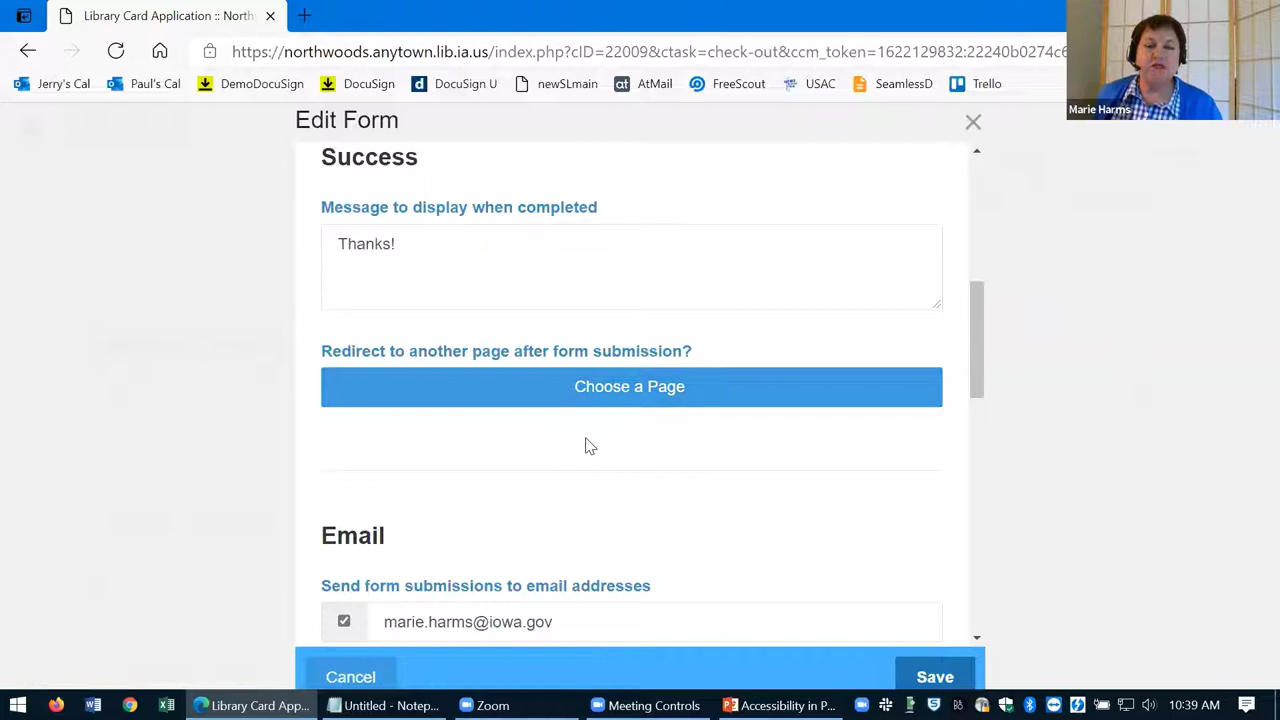 Library Card Application :: North
https://northwoods.anytown.lib.ia.us/index.php?cID=22009&ctask=check-out&ccm_token=1622129832:22240b0274c6
Jerry's Cal
Paul's Cal
DemoDocuSign
DocuSign
DocuSign U
newSLmain
at
AtMail
FreeScout
USAC
SeamlessD
Trello
Marie Harms
Edit Form
Success
Message to display when completed
Thanks!
Redirect to another page after form submission?
Choose a Page
Email
Send form submissions to email addresses
marie.harms@iowa.gov
Cancel
Save
Library Card App...
Untitled - Notep...
Zoom
Meeting Controls
Accessibility in P...
10:39 AM